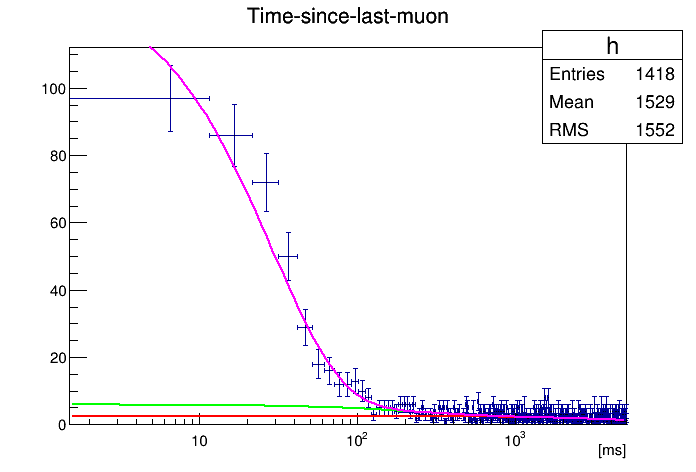 Time-since-last-muon
h
Entries 1418
Mean 1529
RMS 1552
100
80
60
40
20
0
10 10² 10³
[ms]